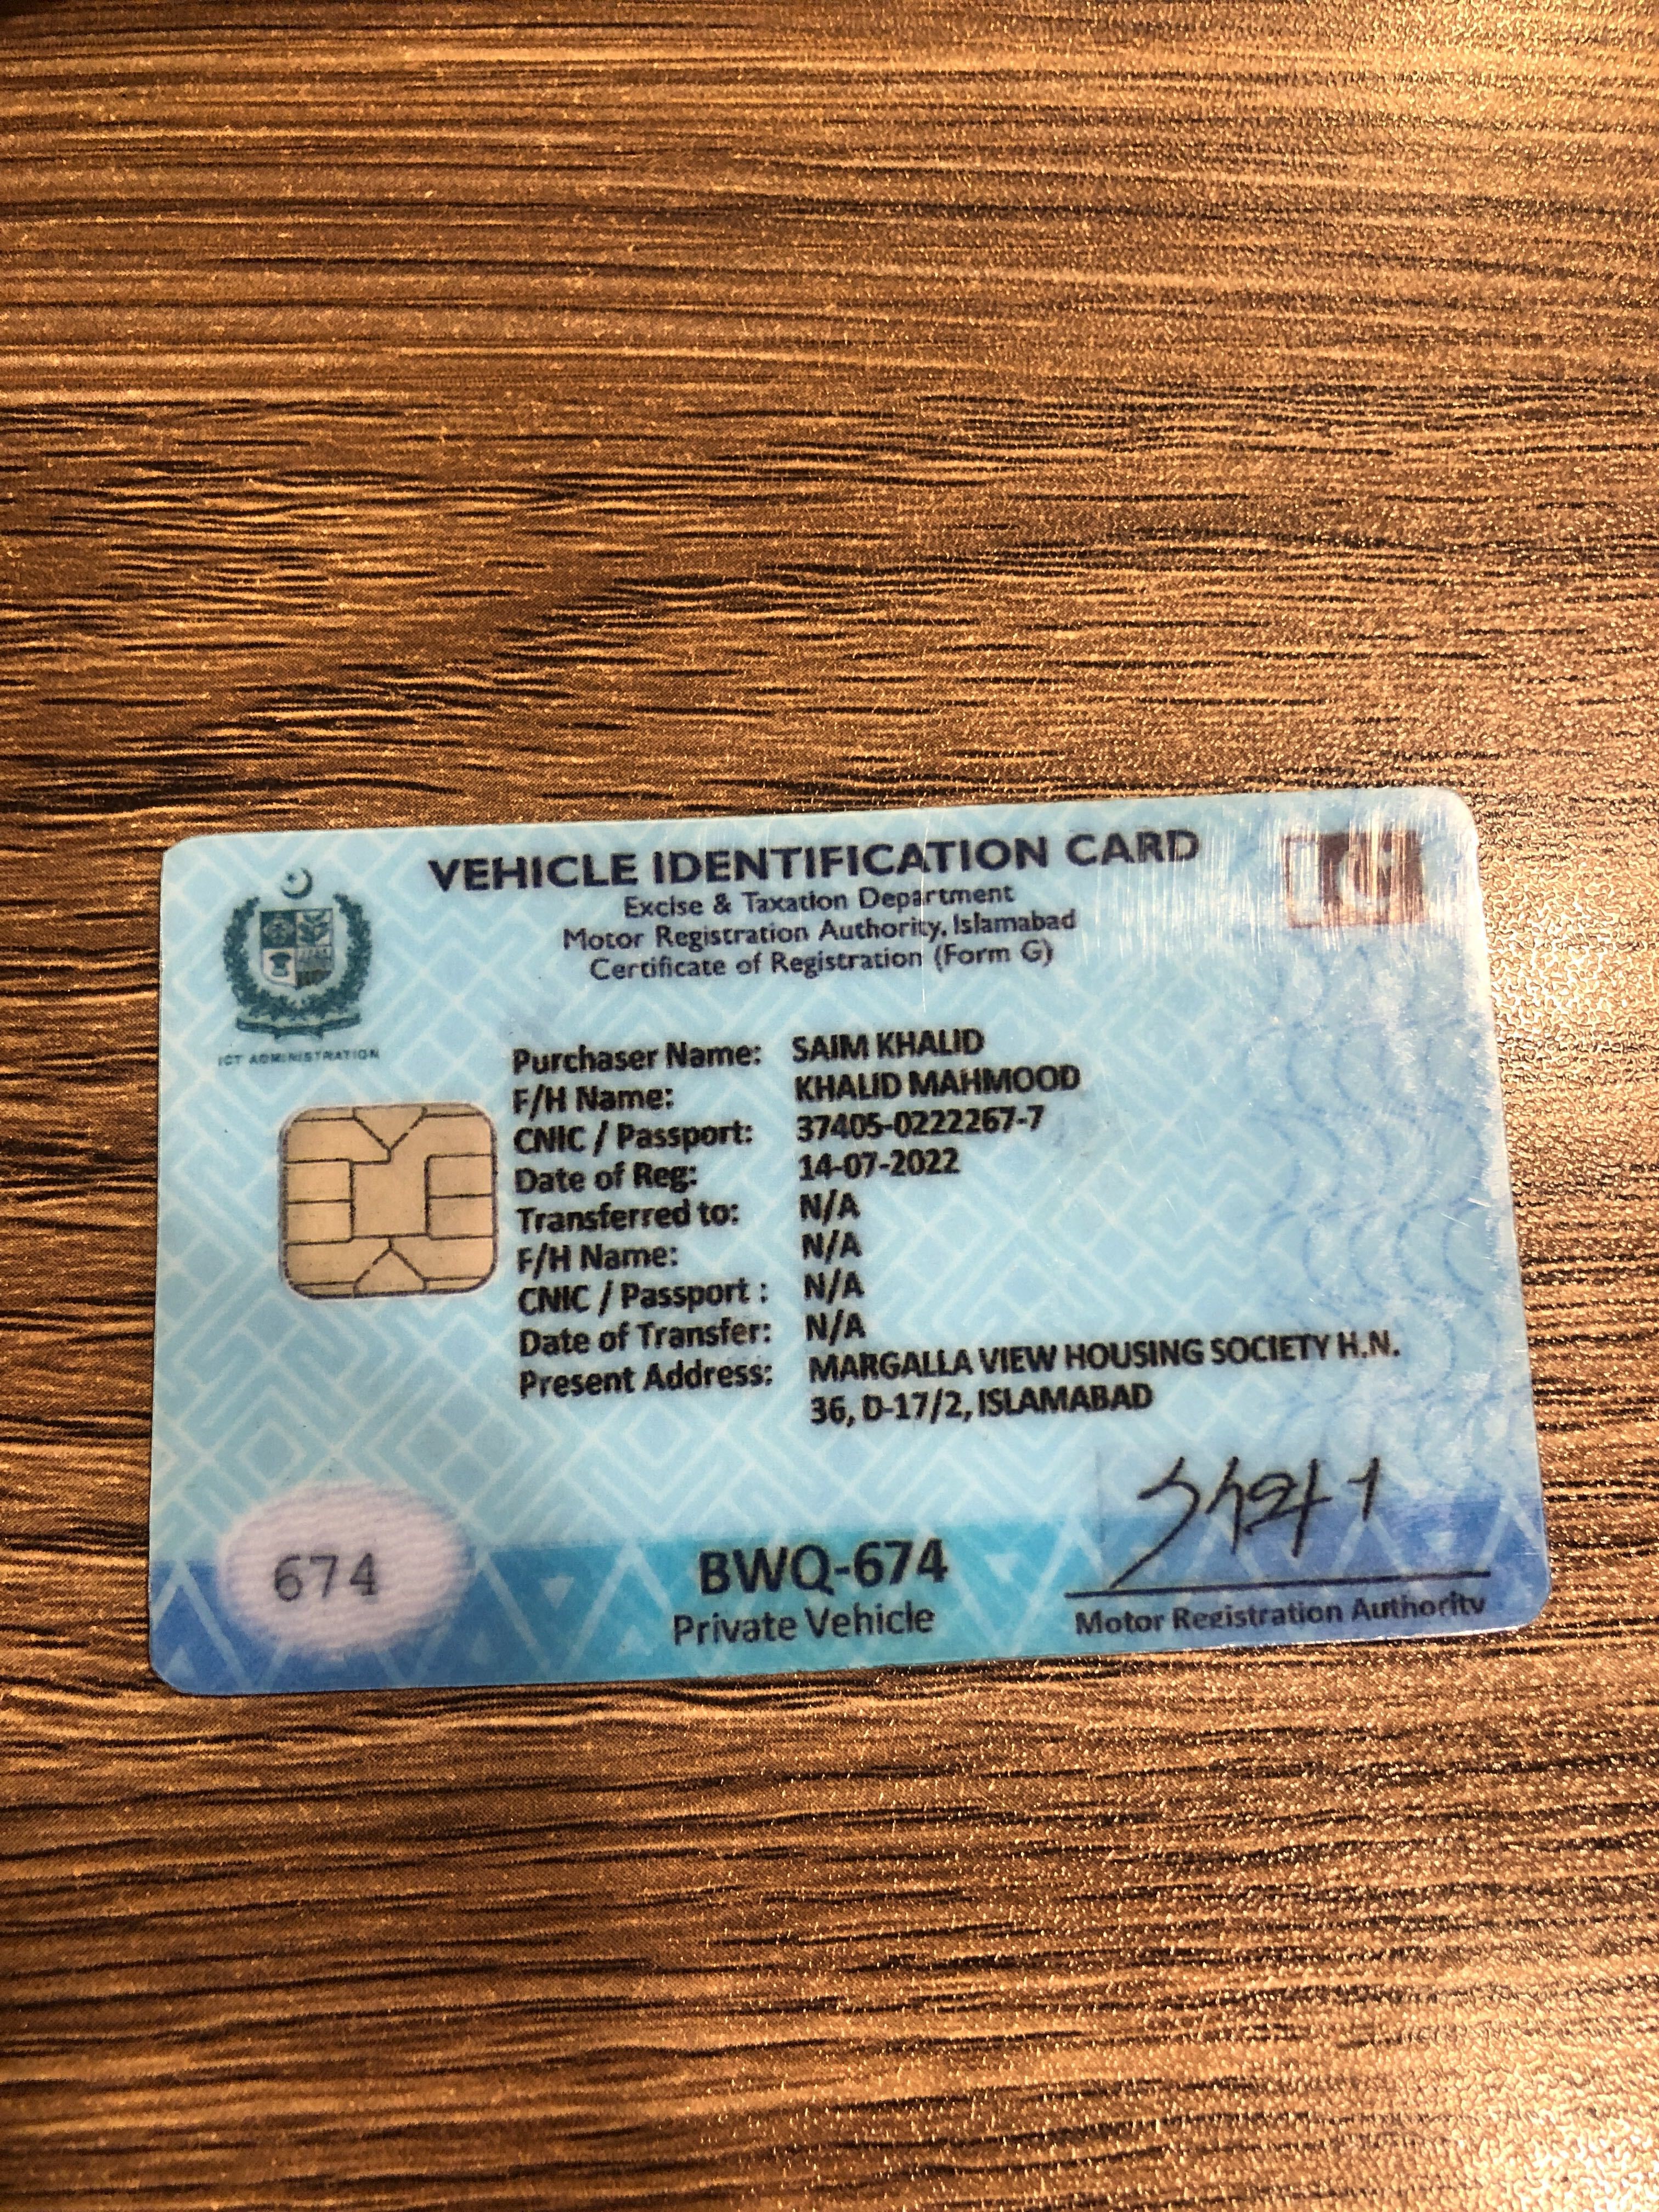 VEHICLE IDENTIFICATION CARD
Excise & Taxation Department
Motor Registration Authority, Islamabad
Certificate of Registration (Form G)
ICT ADMINISTRATION
Purchaser Name: SAIM KHALID
F/H Name: KHALID MAHMOOD
CNIC / Passport: 37405-0222267-7
Date of Reg: 14-07-2022
Transferred to: N/A
F/H Name: N/A
CNIC / Passport : N/A
Date of Transfer: N/A
Present Address: MARGALLA VIEW HOUSING SOCIETY H.N.
36, D-17/2, ISLAMABAD
674
BWQ-674
Private Vehicle
Motor Registration Authority